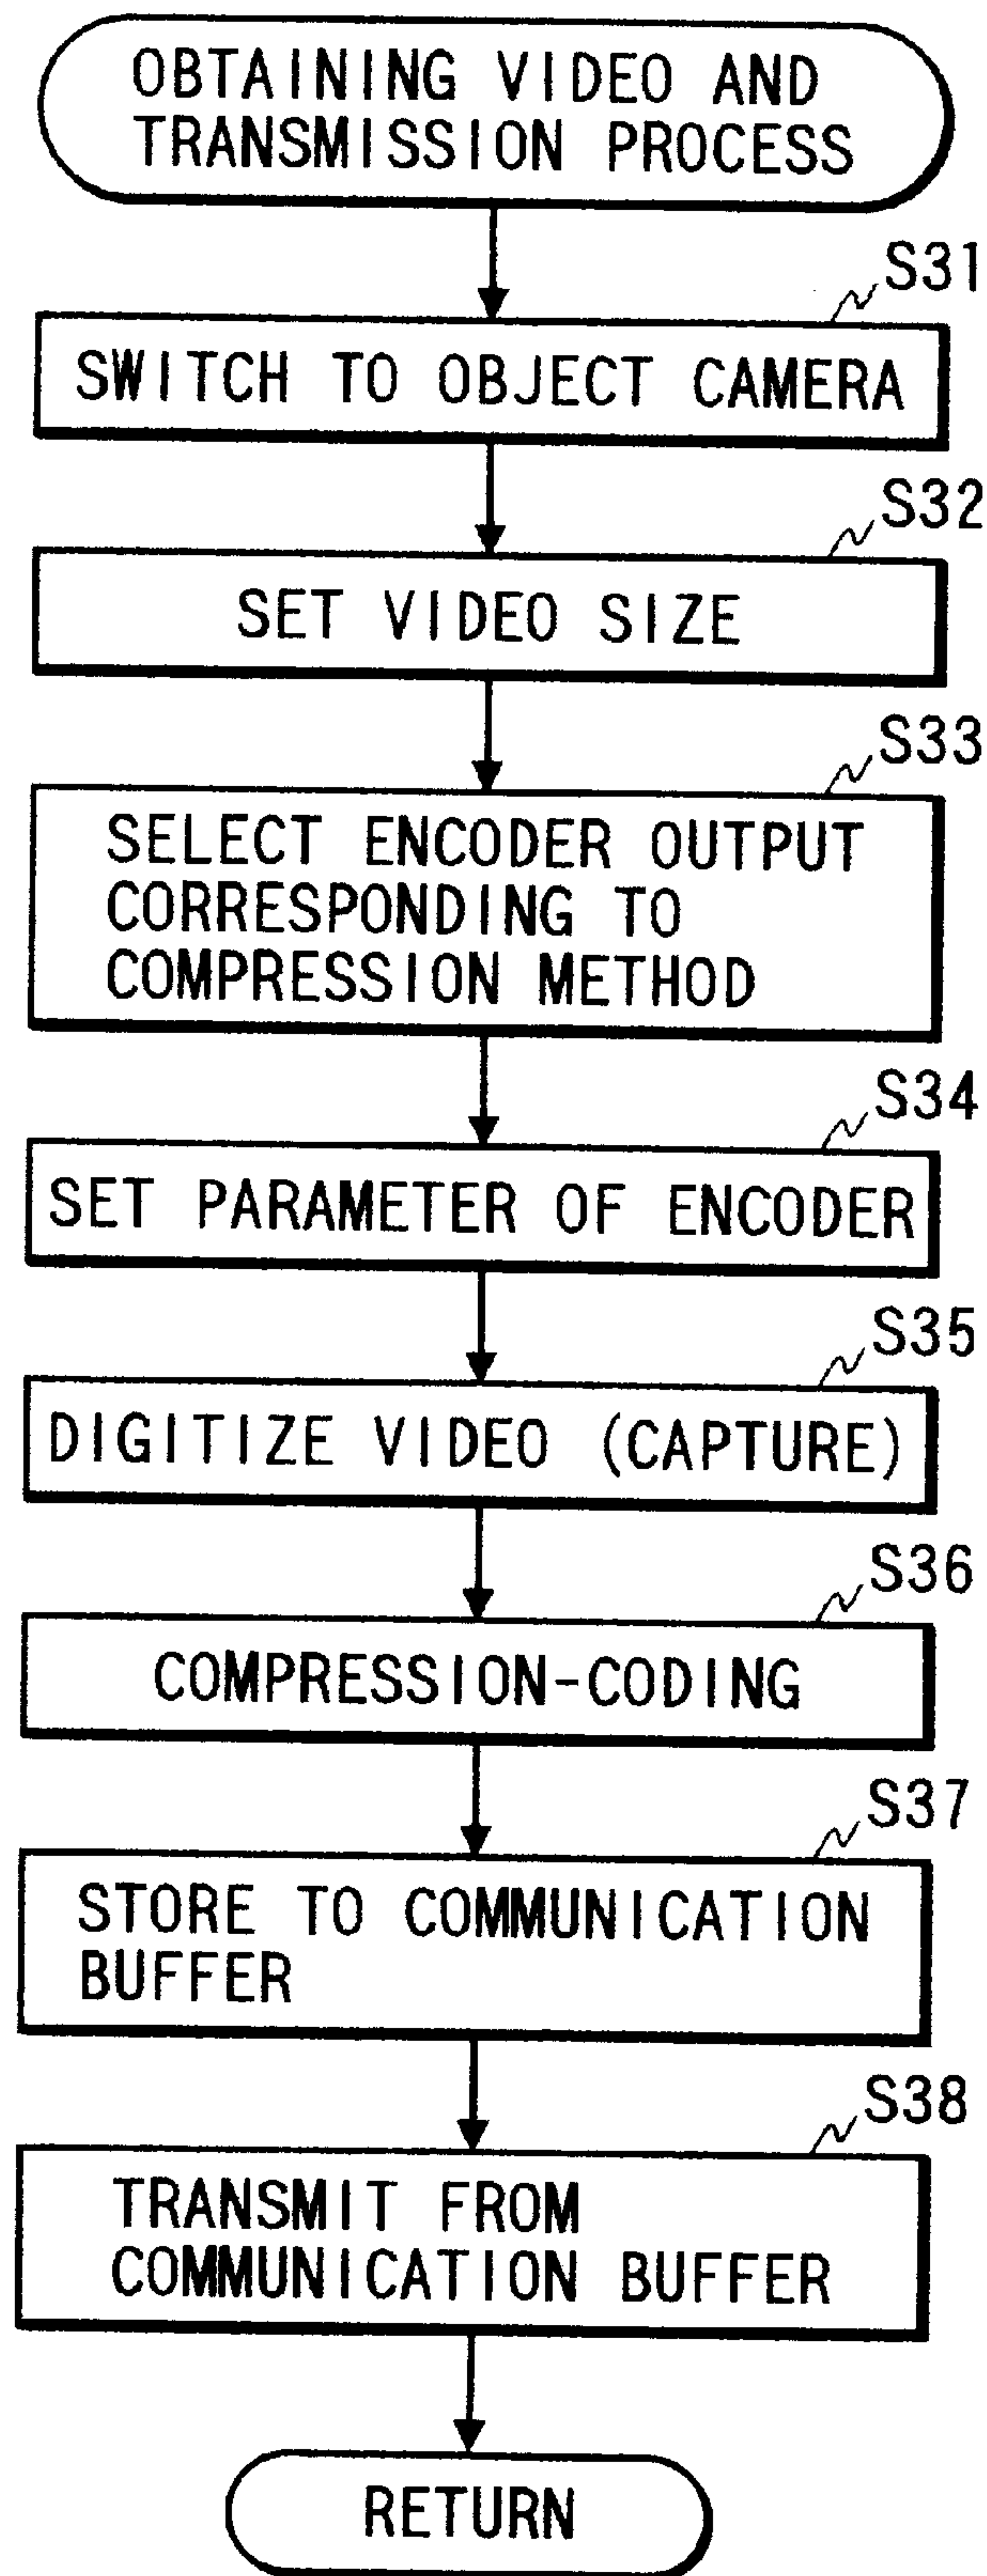 OBTAINING VIDEO AND
TRANSMISSION PROCESS
S31
SWITCH TO OBJECT CAMERA
S32
SET VIDEO SIZE
S33
SELECT ENCODER OUTPUT
CORRESPONDING TO
COMPRESSION METHOD
S34
SET PARAMETER OF ENCODER
S35
DIGITIZE VIDEO (CAPTURE)
S36
COMPRESSION-CODING
S37
STORE TO COMMUNICATION
BUFFER
S38
TRANSMIT FROM
COMMUNICATION BUFFER
RETURN